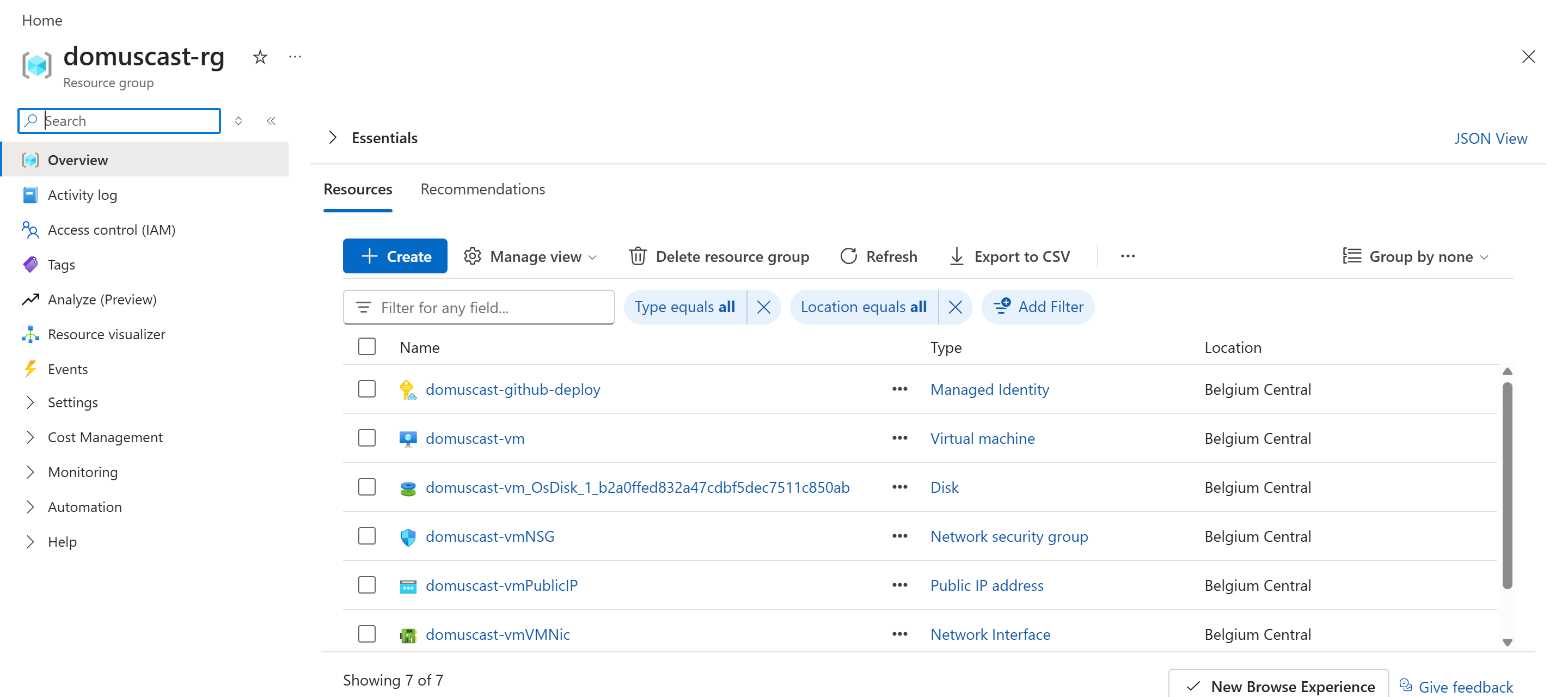 Home
domuscast-rg
Resource group
Search
Overview
Activity log
Access control (IAM)
Tags
Analyze (Preview)
Resource visualizer
Events
Settings
Cost Management
Monitoring
Automation
Help
Essentials
JSON View
Resources Recommendations
Create Manage view Delete resource group Refresh Export to CSV Group by none
Filter for any field... Type equals all Location equals all Add Filter
Name Type Location
domuscast-github-deploy Managed Identity Belgium Central
domuscast-vm Virtual machine Belgium Central
domuscast-vm_OsDisk_1_b2a0ffed832a47cdbf5dec7511c850ab Disk Belgium Central
domuscast-vmNSG Network security group Belgium Central
domuscast-vmPublicIP Public IP address Belgium Central
domuscast-vmVMNic Network Interface Belgium Central
Showing 7 of 7
New Browse Experience Give feedback